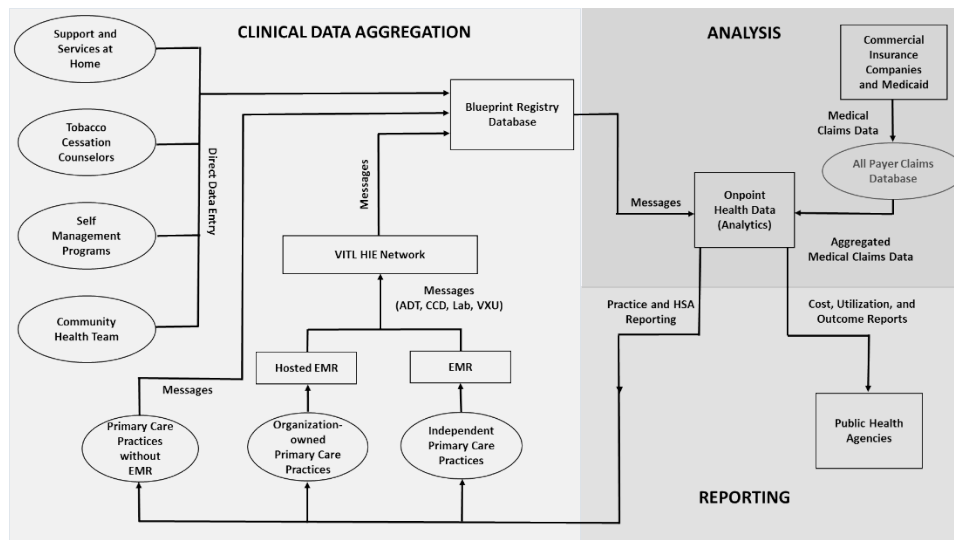 CLINICAL DATA AGGREGATION
ANALYSIS
Support and
Services at
Home
Tobacco
Cessation
Counselors
Self
Management
Programs
Community
Health Team
Direct Data Entry
Blueprint Registry
Database
Messages
VITL HIE Network
Messages
(ADT, CCD, Lab, VXU)
Hosted EMR
EMR
Messages
Primary Care
Practices
without
EMR
Organization-
owned
Primary Care
Practices
Independent
Primary Care
Practices
Commercial
Insurance
Companies
and Medicaid
Medical
Claims Data
All Payer Claims
Database
Messages
Onpoint
Health Data
(Analytics)
Aggregated
Medical Claims Data
Practice and HSA
Reporting
Cost, Utilization, and
Outcome Reports
Public Health
Agencies
REPORTING